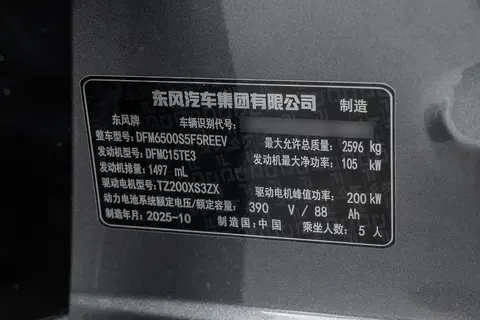 东风汽车集团有限公司 制造
东风牌 车辆识别代号:
整车型号:DFM6500S5F5REEV 最大允许总质量: 2596 kg
发动机型号:DFMC15TE3 发动机最大净功率: 105 kW
发动机排量: 1497 mL
驱动电机型号:TZ200XS3ZX 驱动电机峰值功率: 200 kW
动力电池系统额定电压/额定容量: 390 V / 88 Ah
制造年月: 2025-10 制造国:中国 乘坐人数: 5 人